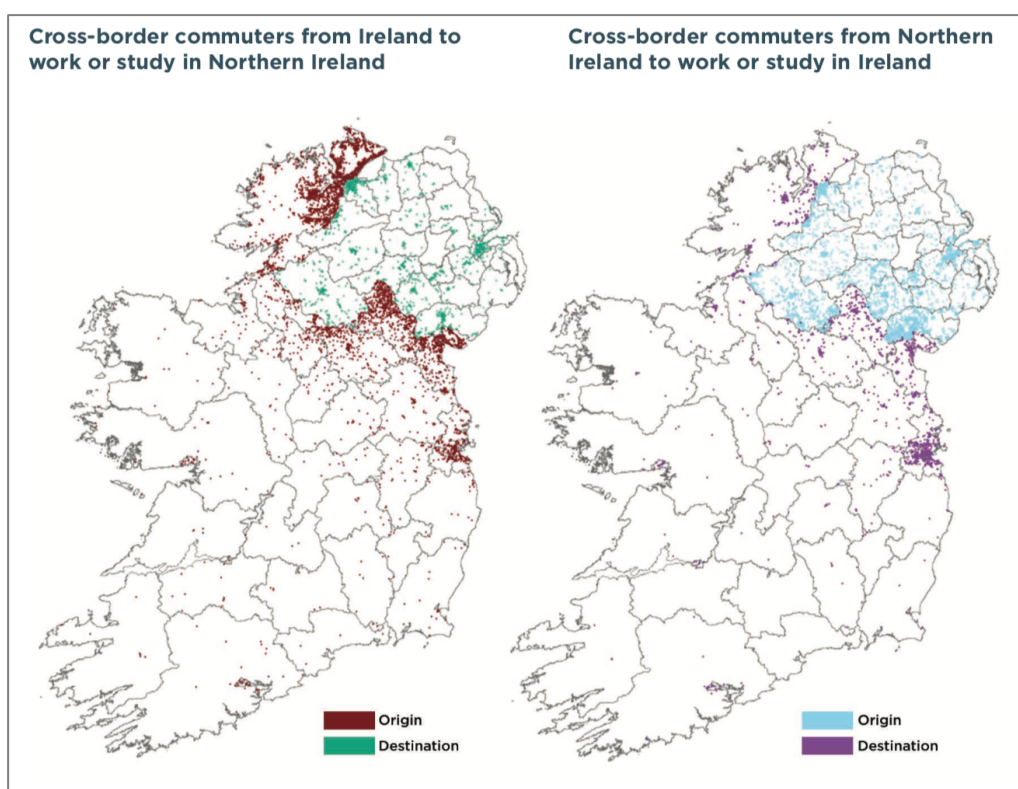 Cross-border commuters from Ireland to
work or study in Northern Ireland
Origin
Destination
Cross-border commuters from Northern
Ireland to work or study in Ireland
Origin
Destination